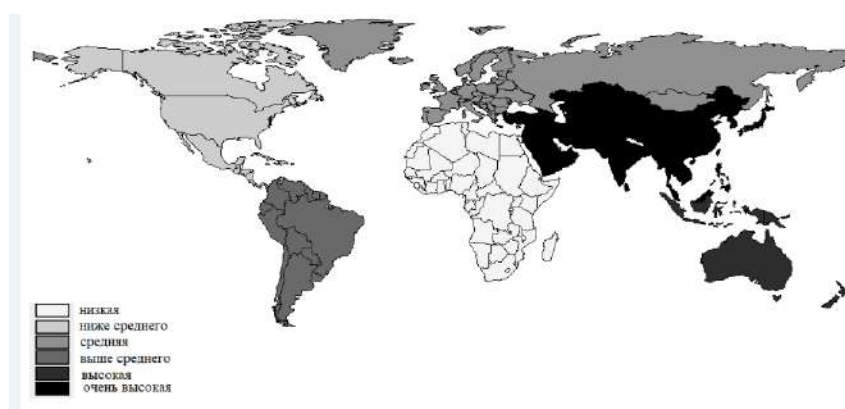 низкая
ниже среднего
средняя
выше среднего
высокая
очень высокая